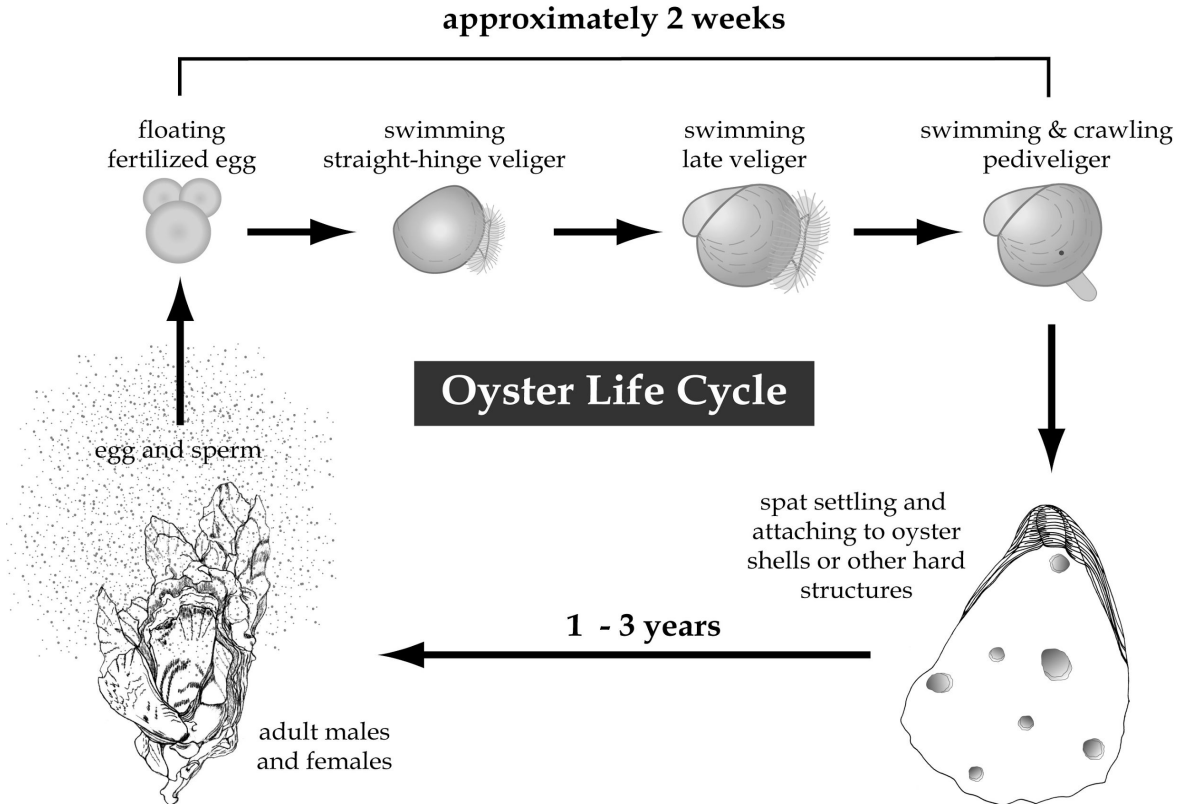 approximately 2 weeks
floating
fertilized egg
swimming
straight-hinge veliger
swimming
late veliger
swimming & crawling
pediveliger
Oyster Life Cycle
egg and sperm
spat settling and
attaching to oyster
shells or other hard
structures
1 - 3 years
adult males
and females